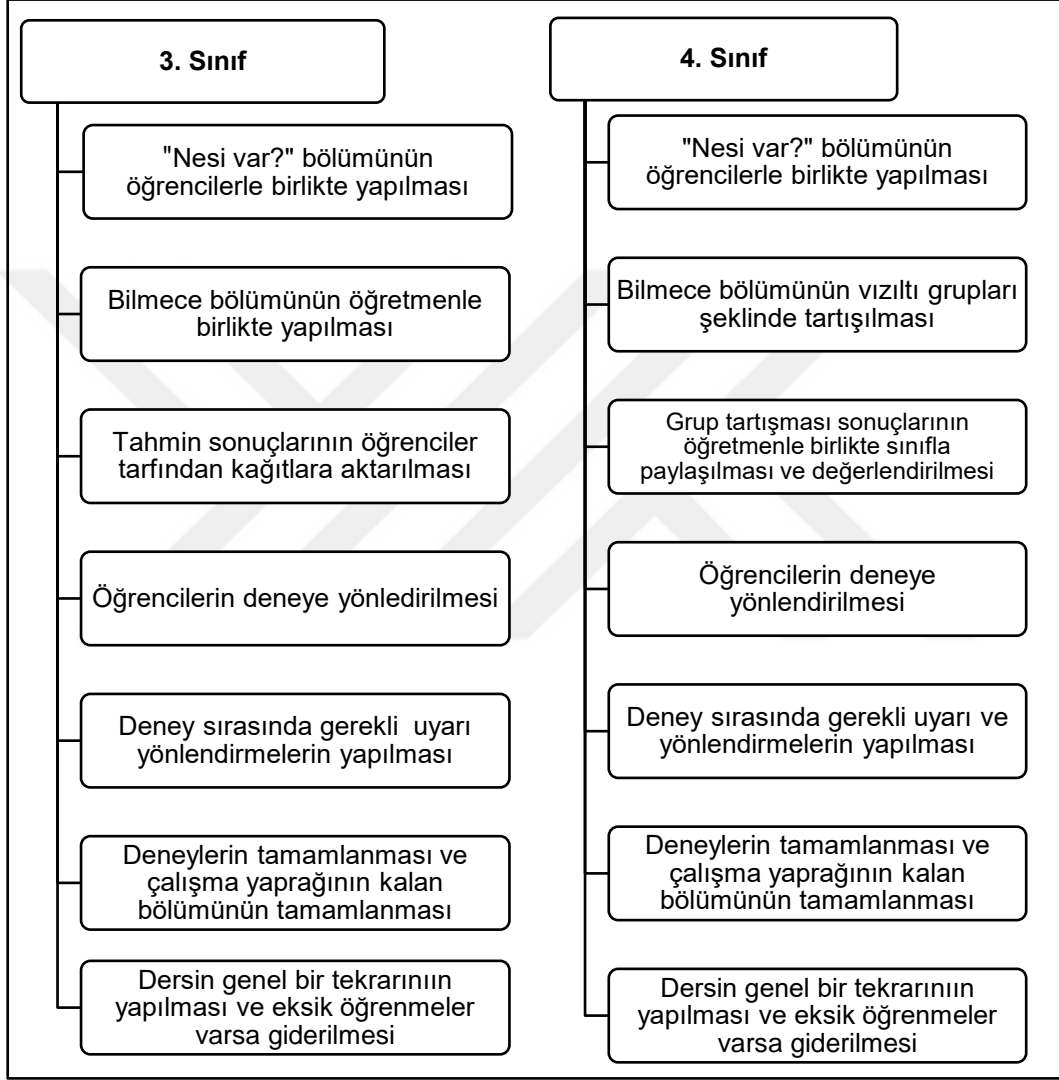 3. Sınıf
"Nesi var?" bölümünün
öğrencilerle birlikte yapılması
Bilmece bölümünün öğretmenle
birlikte yapılması
Tahmin sonuçlarının öğrenciler
tarfından kağıtlara aktarılması
Öğrencilerin deneye yönledirilmesi
Deney sırasında gerekli  uyarı
yönlendirmelerin yapılması
Deneylerin tamamlanması ve
çalışma yaprağının kalan
bölümünün tamamlanması
Dersin genel bir tekrarınıın
yapılması ve eksik öğrenmeler
varsa giderilmesi
4. Sınıf
"Nesi var?" bölümünün
öğrencilerle birlikte yapılması
Bilmece bölümünün vızıltı grupları
şeklinde tartışılması
Grup tartışması sonuçlarının
öğretmenle birlikte sınıfla
paylaşılması ve değerlendirilmesi
Öğrencilerin deneye
yönlendirilmesi
Deney sırasında gerekli uyarı ve
yönlendirmelerin yapılması
Deneylerin tamamlanması ve
çalışma yaprağının kalan
bölümünün tamamlanması
Dersin genel bir tekrarınıın
yapılması ve eksik öğrenmeler
varsa giderilmesi